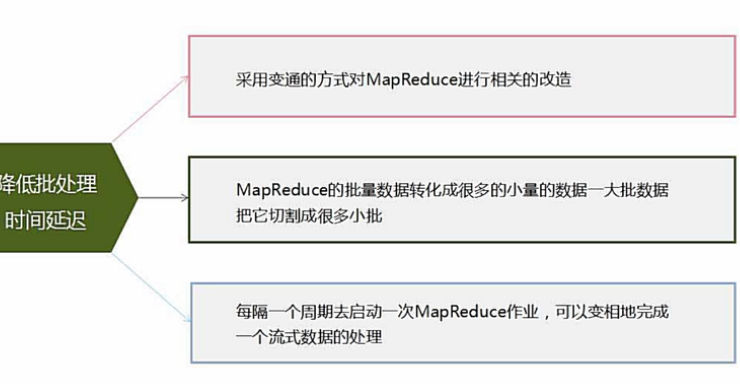 采用变通的方式对MapReduce进行相关的改造
降低批处理
时间延迟
MapReduce的批量数据转化成很多的小量的数据一大批数据
把它切割成很多小批
每隔一个周期去启动一次MapReduce作业，可以变相地完成
一个流式数据的处理